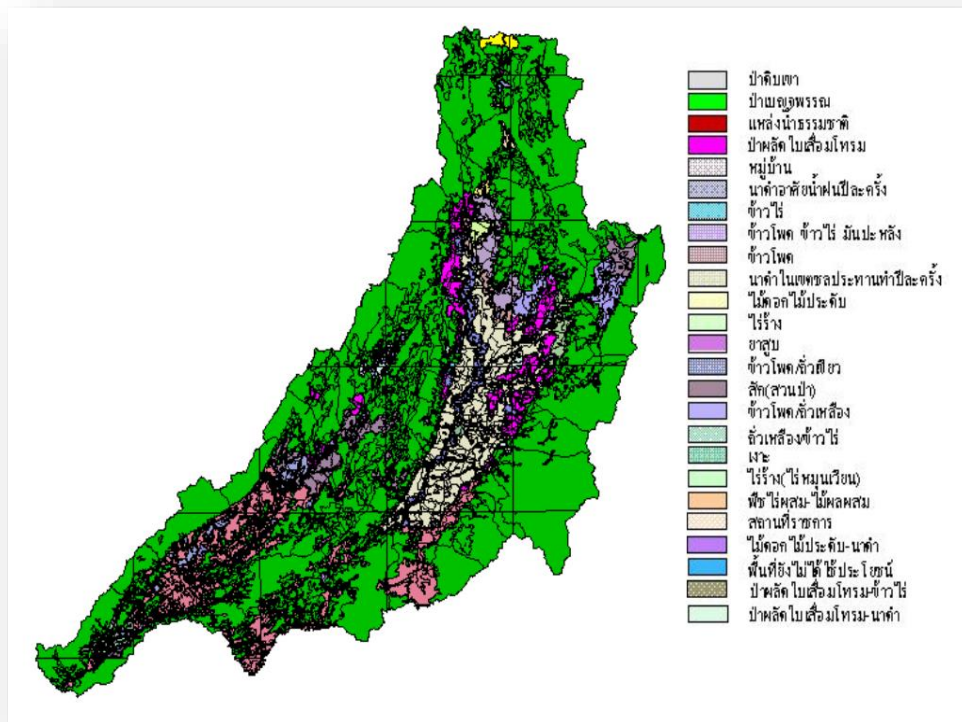 ป่าดิบเขา
ป่าเบญจพรรณ
แหล่งน้ำธรรมชาติ
ป่าผลัดใบเสื่อมโทรม
หมู่บ้าน
นาดำอาศัยน้ำฝนปีละครั้ง
ข้าวไร่
ข้าวโพด ข้าวไร่ มันปะหลัง
ข้าวโพด
นาดำในเขตชลประทานทำปีละครั้ง
ไม้ดอกไม้ประดับ
ไร่ร้าง
ยาสูบ
ข้าวโพด/ถั่วเขียว
สัก(สวนป่า)
ข้าวโพด/ถั่วเหลือง
ถั่วเหลือง/ข้าวไร่
เงาะ
ไร่ร้าง(ไร่หมุนเวียน)
พืชไร่ผสม-ไม้ผลผสม
สถานที่ราชการ
ไม้ดอกไม้ประดับ-นาดำ
พื้นที่ยังไม่ได้ใช้ประโยชน์
ป่าผลัดใบเสื่อมโทรม-ข้าวไร่
ป่าผลัดใบเสื่อมโทรม-นาดำ